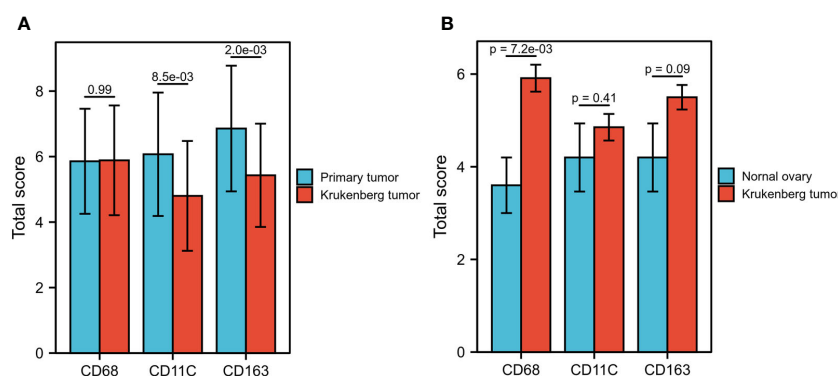 A
Total score
8
6
4
2
0
0.99
8.5e-03
2.0e-03
CD68
CD11C
CD163
Primary tumor
Krukenberg tumor
B
Total score
6
4
2
0
p = 7.2e-03
p = 0.41
p = 0.09
CD68
CD11C
CD163
Nornal ovary
Krukenberg tumor